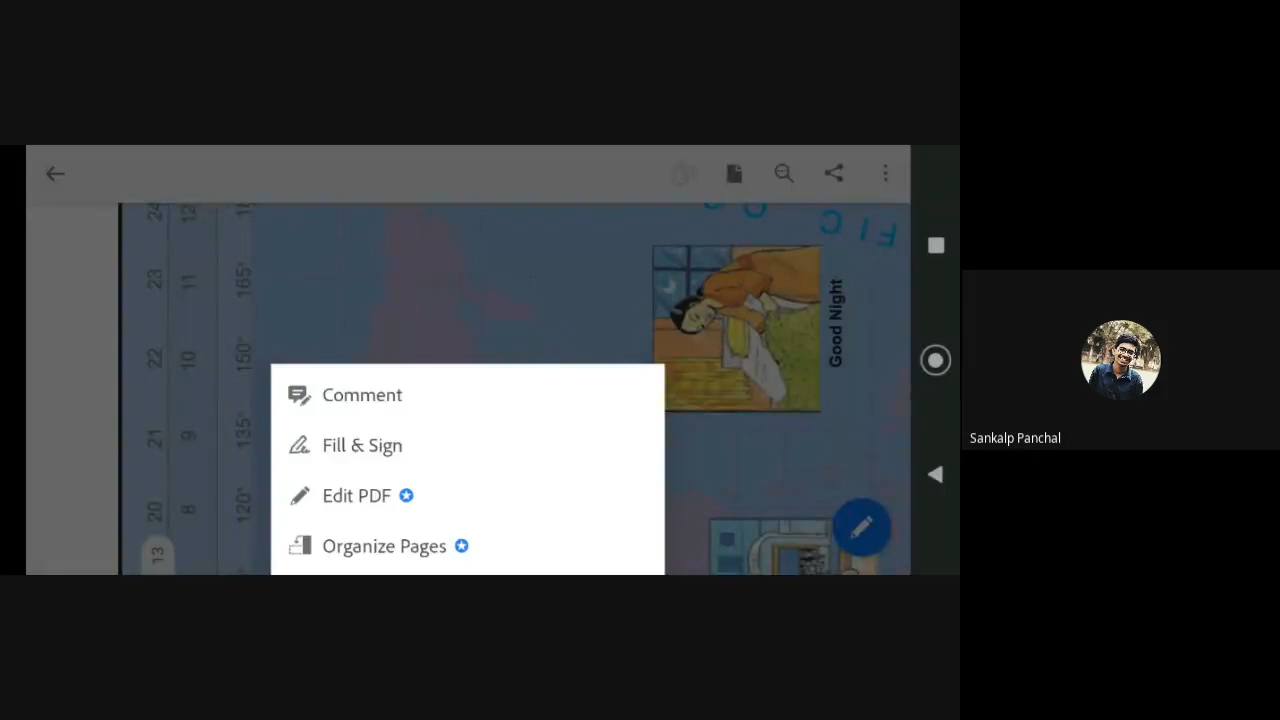 24
23
22
21
20
12
11
10
9
8
165°
150°
135°
120°
FIC
Good Night
13
Comment
Fill & Sign
Edit PDF
Organize Pages
Sankalp Panchal